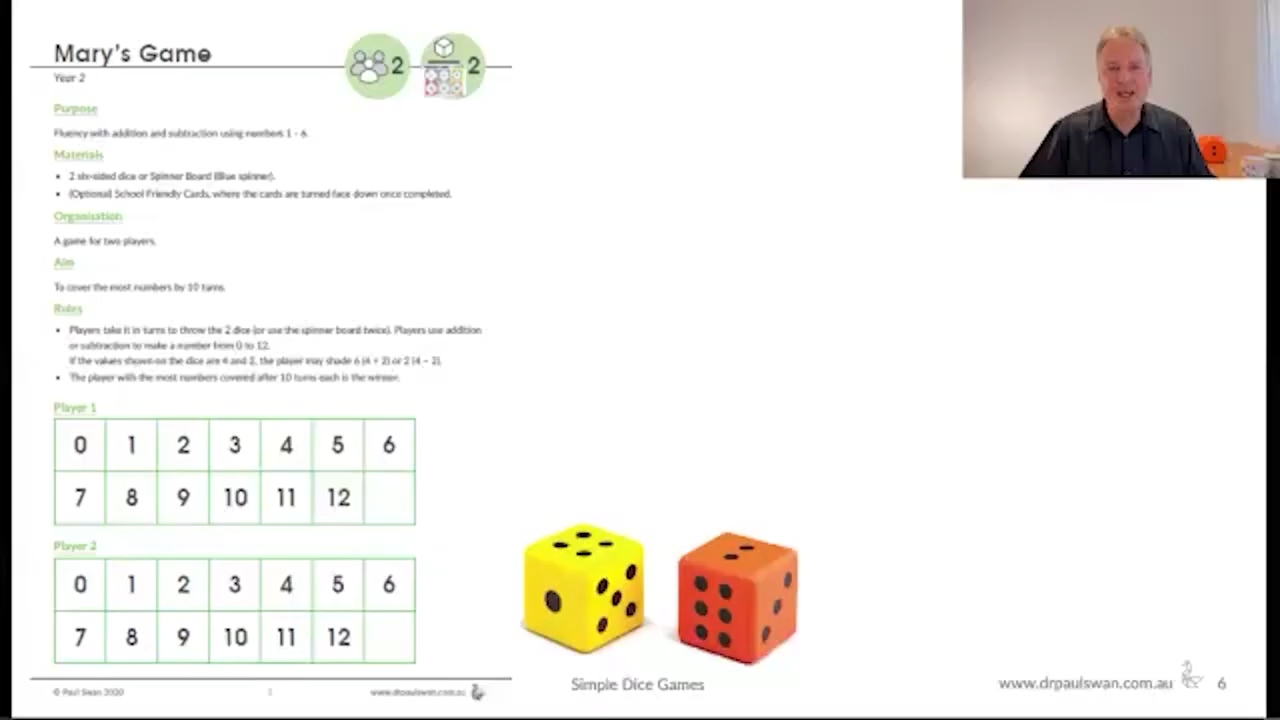 Mary's Game
2
2
Year 2
Purpose
Fluency with addition and subtraction using numbers 1 - 6.
Materials
• 2 six-sided dice or Spinner Board (Blue spinner).
• (Optional) School Friendly Cards, where the cards are turned face down once completed.
Organisation
A game for two players.
Aim
To cover the most numbers by 10 turns.
Rules
• Players take it in turns to throw the 2 dice (or use the spinner board twice). Players use addition
or subtraction to make a number from 0 to 12.
If the values shown on the dice are 4 and 2, the player may shade 6 (4 + 2) or 2 (4 – 2).
• The player with the most numbers covered after 10 turns each is the winner.
Player 1
0 1 2 3 4 5 6
7 8 9 10 11 12
Player 2
0 1 2 3 4 5 6
7 8 9 10 11 12
© Paul Swan 2020
www.drpaulswan.com.au
Simple Dice Games
www.drpaulswan.com.au
6